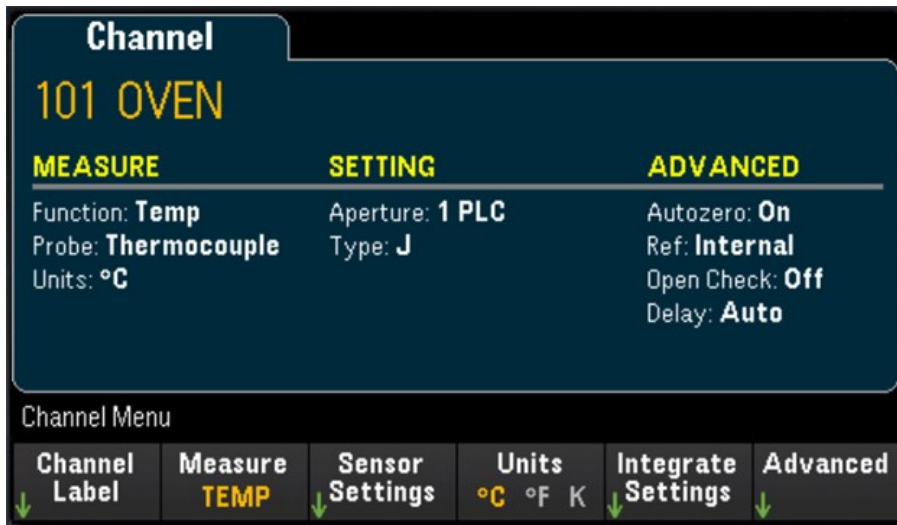 Channel
101 OVEN
MEASURE
Function: Temp
Probe: Thermocouple
Units: °C
SETTING
Aperture: 1 PLC
Type: J
ADVANCED
Autozero: On
Ref: Internal
Open Check: Off
Delay: Auto
Channel Menu
Channel
Label
Measure
TEMP
Sensor
Settings
Units
°C °F K
Integrate
Settings
Advanced